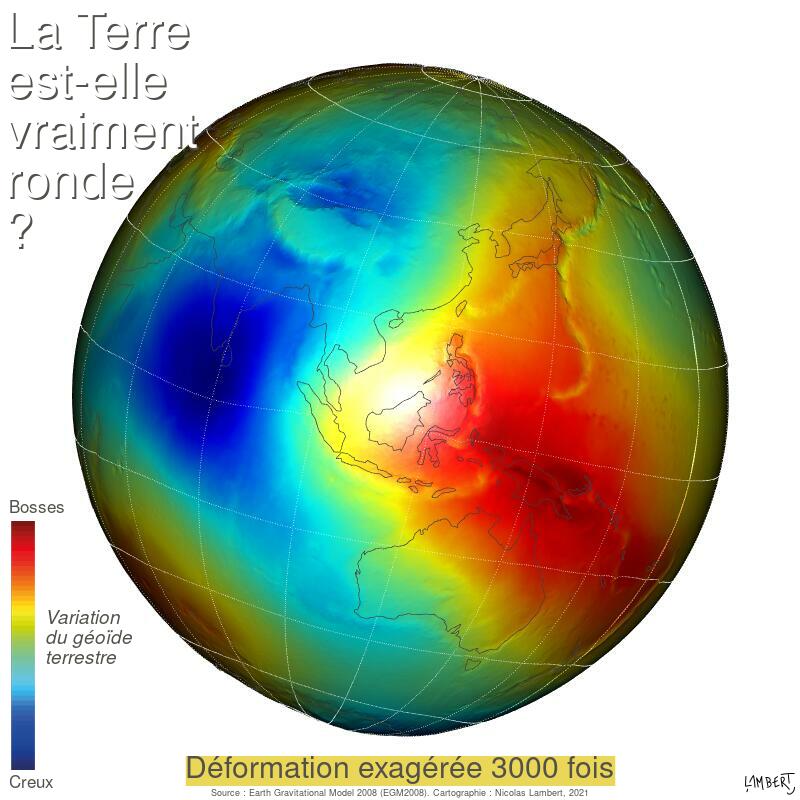 La Terre
est-elle
vraiment
ronde
?
Bosses
Variation
du géoïde
terrestre
Creux
Déformation exagérée 3000 fois
Source : Earth Gravitational Model 2008 (EGM2008). Cartographie : Nicolas Lambert, 2021
LAMBERT